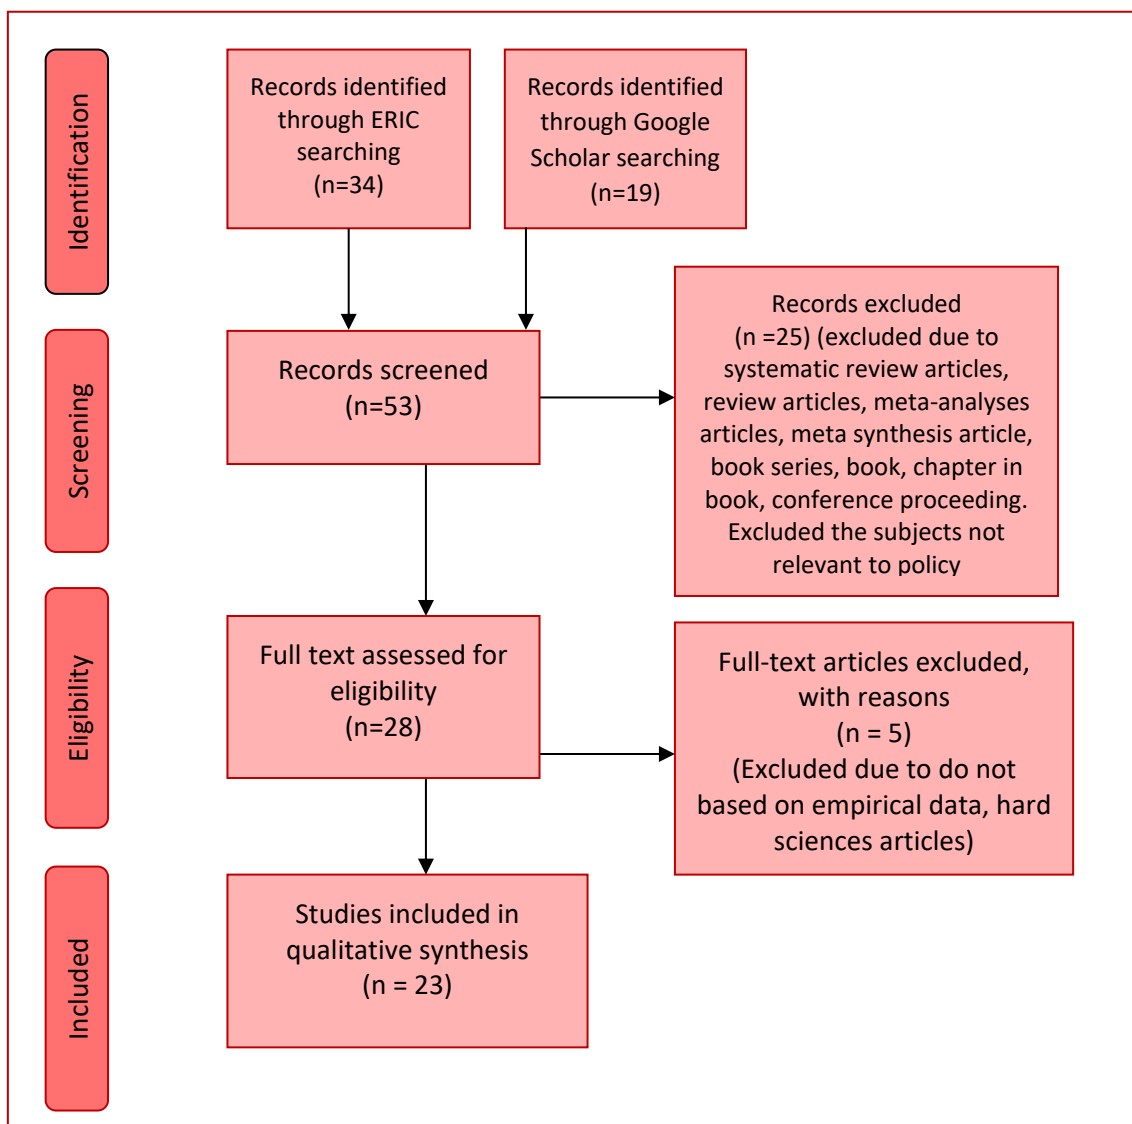 Identification
Records identified
through ERIC
searching
(n=34)
Records identified
through Google
Scholar searching
(n=19)
Screening
Records screened
(n=53)
Records excluded
(n =25) (excluded due to
systematic review articles,
review articles, meta-analyses
articles, meta synthesis article,
book series, book, chapter in
book, conference proceeding.
Excluded the subjects not
relevant to policy
Eligibility
Full text assessed for
eligibility
(n=28)
Full-text articles excluded,
with reasons
(n = 5)
(Excluded due to do not
based on empirical data, hard
sciences articles)
Included
Studies included in
qualitative synthesis
(n = 23)